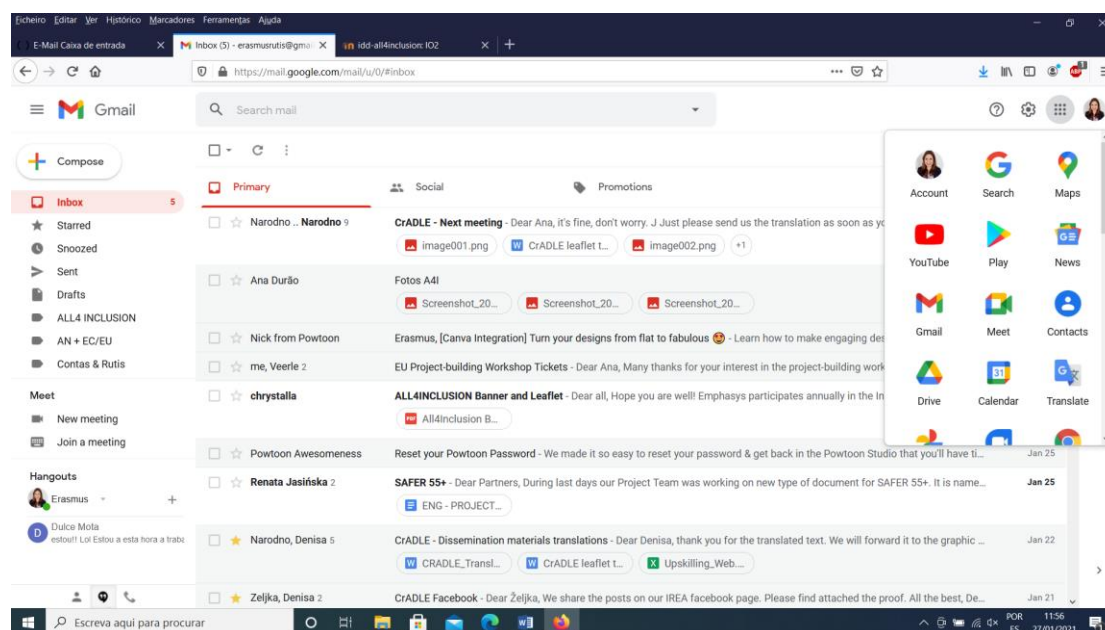 Ficheiro Editar Ver Histórico Marcadores Ferramentas Ajuda
E-Mail Caixa de entrada
Inbox (5) - erasmusrutis@gmai
idd-all4inclusion: IO2
https://mail.google.com/mail/u/0/#inbox
Gmail
Search mail
Compose
Inbox 5
Starred
Snoozed
Sent
Drafts
ALL4 INCLUSION
AN + EC/EU
Contas & Rutis
Meet
New meeting
Join a meeting
Hangouts
Erasmus
Dulce Mota
estou!! Lol Estou a esta hora a traba
Primary Social Promotions
Narodno .. Narodno 9 CrADLE - Next meeting - Dear Ana, it's fine, don't worry. J Just please send us the translation as soon as yo
image001.png CrADLE leaflet t... image002.png +1
Ana Durão Fotos A4I
Screenshot_20... Screenshot_20... Screenshot_20...
Nick from Powtoon Erasmus, [Canva Integration] Turn your designs from flat to fabulous - Learn how to make engaging des
me, Veerle 2 EU Project-building Workshop Tickets - Dear Ana, Many thanks for your interest in the project-building work
chrystalla ALL4INCLUSION Banner and Leaflet - Dear all, Hope you are well! Emphasys participates annually in the In
PDF All4Inclusion B...
Powtoon Awesomeness Reset your Powtoon Password - We made it so easy to reset your password & get back in the Powtoon Studio that you'll have ti... Jan 25
Renata Jasińska 2 SAFER 55+ - Dear Partners, During last days our Project Team was working on new type of document for SAFER 55+. It is name... Jan 25
ENG - PROJECT...
Narodno, Denisa 5 CrADLE - Dissemination materials translations - Dear Denisa, thank you for the translated text. We will forward it to the graphic ... Jan 22
CRADLE_Transl... CrADLE leaflet t... Upskilling_Web....
Zeljka, Denisa 2 CrADLE Facebook - Dear Željka, We share the posts on our IREA facebook page. Please find attached the proof. All the best, De... Jan 21
Account Search Maps
YouTube Play News
Gmail Meet Contacts
31
Drive Calendar Translate
Escreva aqui para procurar
POR 11:56
ES 27/01/2021